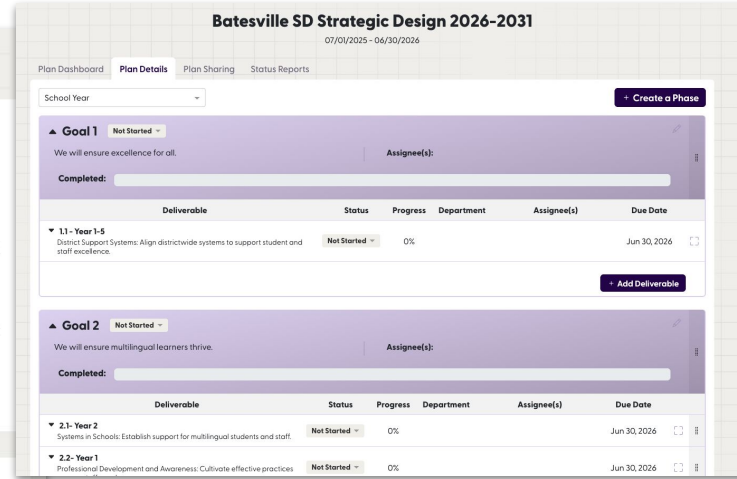 Batesville SD Strategic Design 2026-2031
07/01/2025 - 06/30/2026
Plan Dashboard Plan Details Plan Sharing Status Reports
School Year + Create a Phase
Goal 1 Not Started
We will ensure excellence for all. Assignee(s):
Completed:
Deliverable Status Progress Department Assignee(s) Due Date
1.1 - Year 1-5
District Support Systems: Align districtwide systems to support student and
staff excellence.
Not Started 0% Jun 30, 2026
+ Add Deliverable
Goal 2 Not Started
We will ensure multilingual learners thrive. Assignee(s):
Completed:
Deliverable Status Progress Department Assignee(s) Due Date
2.1- Year 2
Systems in Schools: Establish support for multilingual students and staff.
Not Started 0% Jun 30, 2026
2.2- Year 1
Professional Development and Awareness: Cultivate effective practices
Not Started 0% Jun 30, 2026